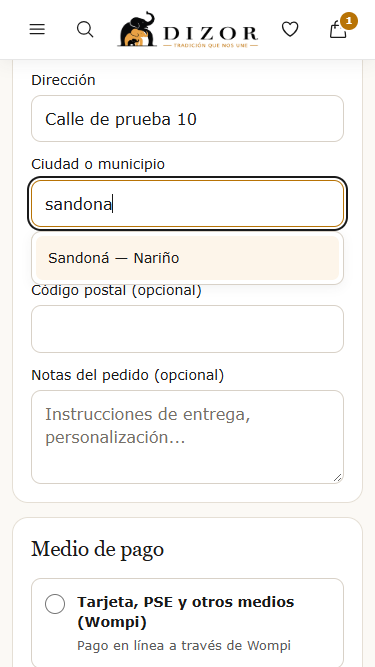 DIZOR
— TRADICIÓN QUE NOS UNE —
1
Dirección
Calle de prueba 10
Ciudad o municipio
sandona
Sandoná — Nariño
Código postal (opcional)
Notas del pedido (opcional)
Instrucciones de entrega,
personalización...
Medio de pago
Tarjeta, PSE y otros medios
(Wompi)
Pago en línea a través de Wompi